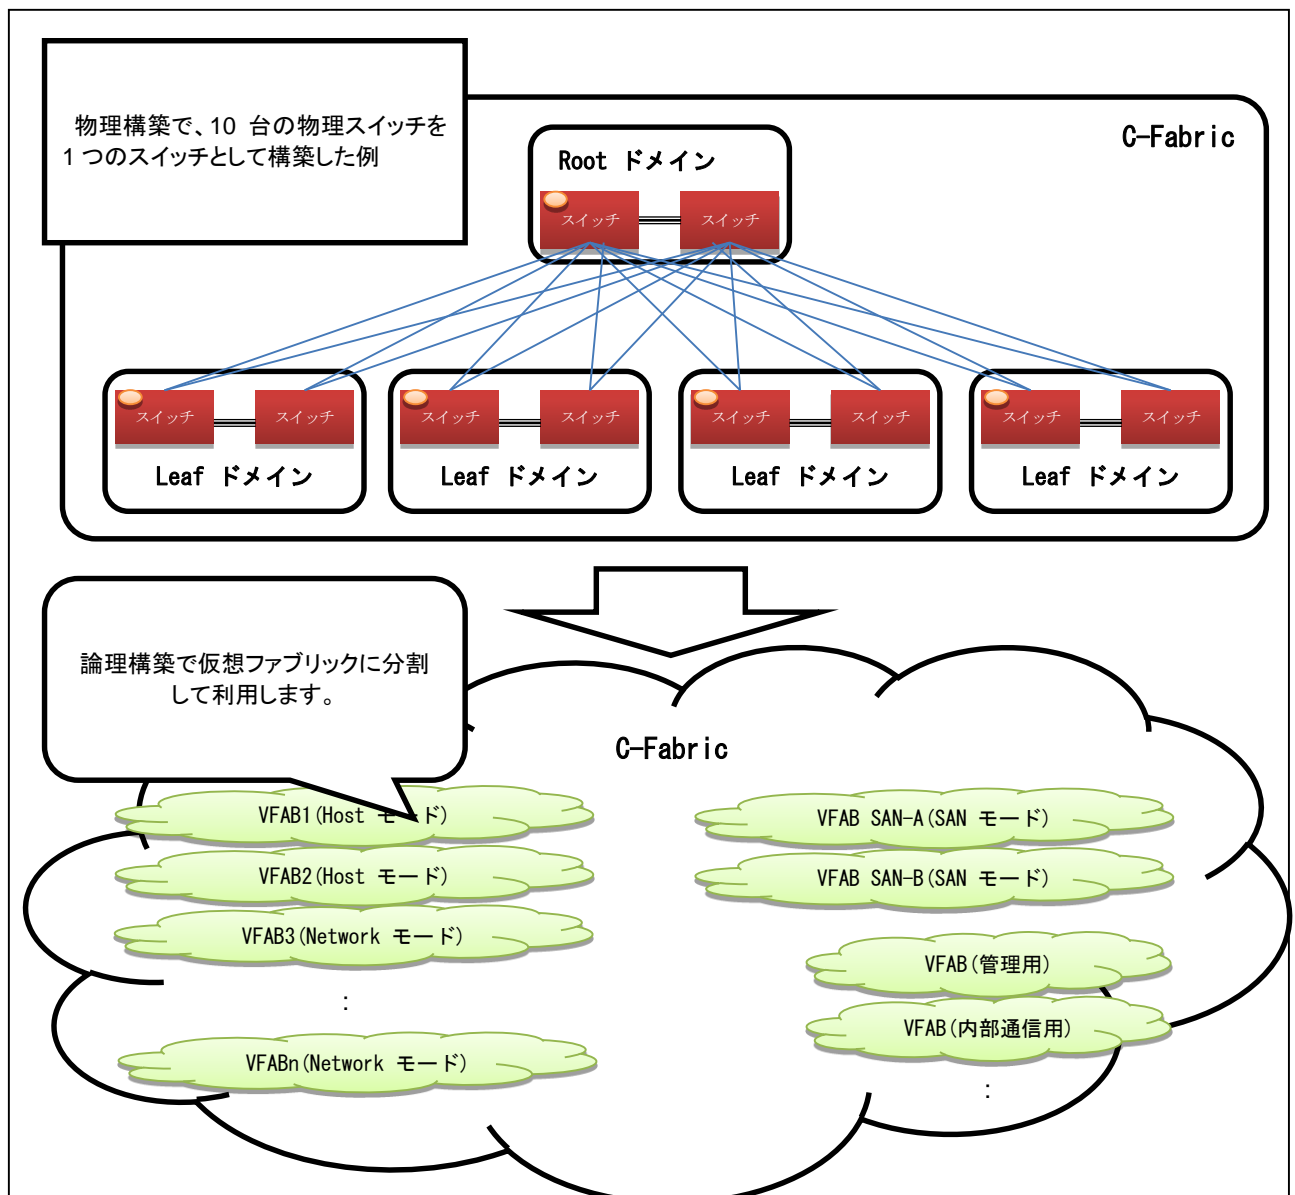 物理構築で、10 台の物理スイッチを
1 つのスイッチとして構築した例
C-Fabric
Root ドメイン
スイッチ
スイッチ
スイッチ
スイッチ
スイッチ
スイッチ
スイッチ
スイッチ
スイッチ
スイッチ
Leaf ドメイン
Leaf ドメイン
Leaf ドメイン
Leaf ドメイン
論理構築で仮想ファブリックに分割
して利用します。
C-Fabric
VFAB1(Host モード)
VFAB2(Host モード)
VFAB3(Network モード)
:
VFABn(Network モード)
VFAB SAN-A(SAN モード)
VFAB SAN-B(SAN モード)
VFAB(管理用)
VFAB(内部通信用)
: